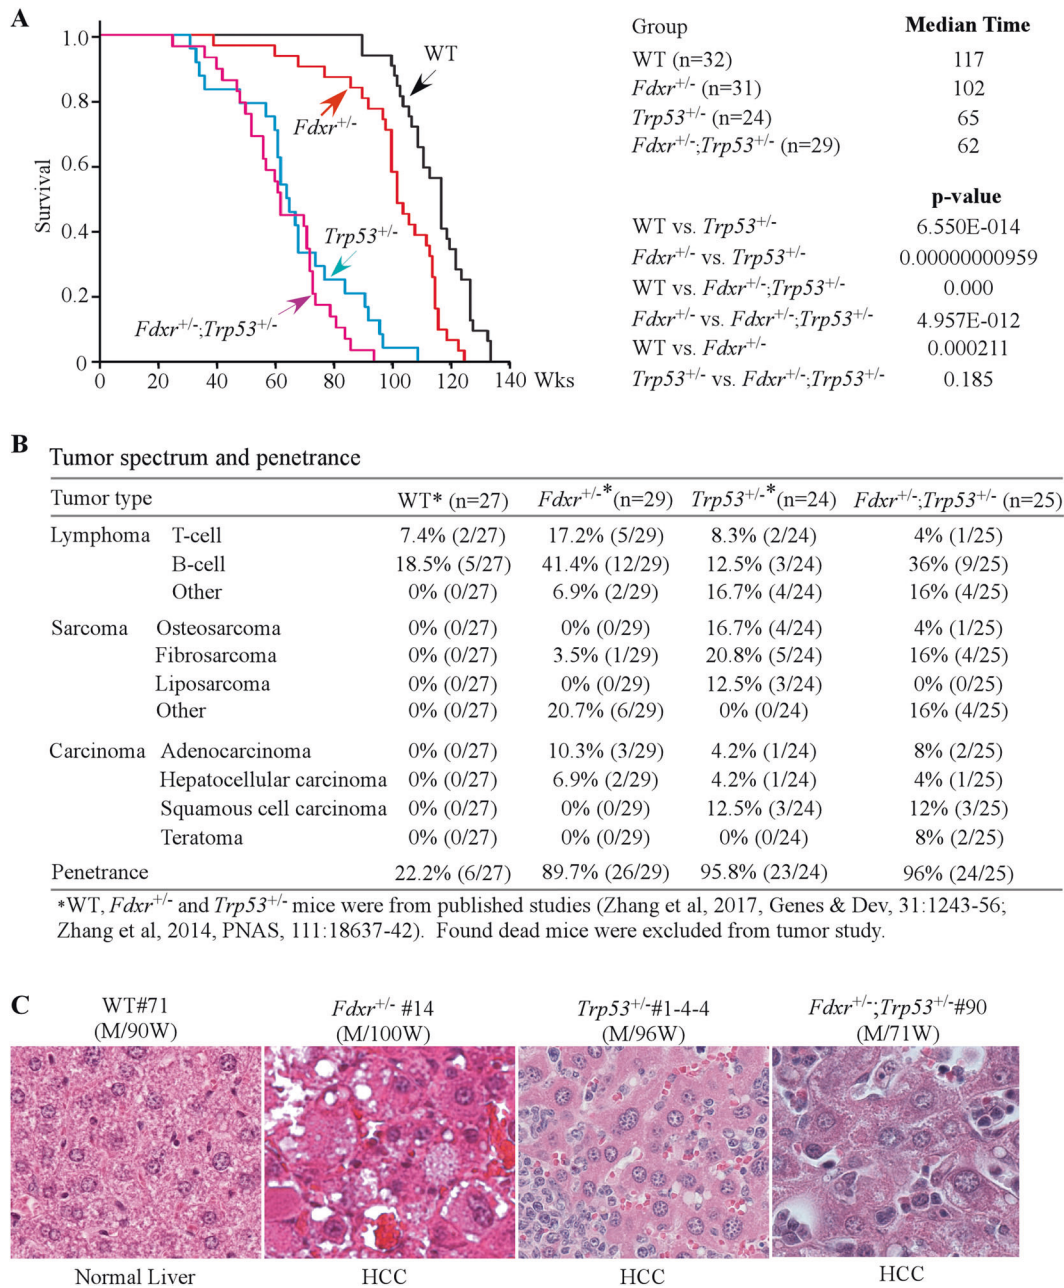 A
1.0
0.8
0.6
0.4
0.2
0
Survival
0 20 40 60 80 100 120 140 Wks
WT
Fdxr+/-
Trp53+/-
Fdxr+/-;Trp53+/-
Group Median Time
WT (n=32) 117
Fdxr+/- (n=31) 102
Trp53+/- (n=24) 65
Fdxr+/-;Trp53+/- (n=29) 62
p-value
WT vs. Trp53+/- 6.550E-014
Fdxr+/- vs. Trp53+/- 0.00000000959
WT vs. Fdxr+/-;Trp53+/- 0.000
Fdxr+/- vs. Fdxr+/-;Trp53+/- 4.957E-012
WT vs. Fdxr+/- 0.000211
Trp53+/- vs. Fdxr+/-;Trp53+/- 0.185
B
Tumor spectrum and penetrance
Tumor type WT* (n=27) Fdxr+/-* (n=29) Trp53+/-* (n=24) Fdxr+/-;Trp53+/- (n=25)
Lymphoma T-cell 7.4% (2/27) 17.2% (5/29) 8.3% (2/24) 4% (1/25)
B-cell 18.5% (5/27) 41.4% (12/29) 12.5% (3/24) 36% (9/25)
Other 0% (0/27) 6.9% (2/29) 16.7% (4/24) 16% (4/25)
Sarcoma Osteosarcoma 0% (0/27) 0% (0/29) 16.7% (4/24) 4% (1/25)
Fibrosarcoma 0% (0/27) 3.5% (1/29) 20.8% (5/24) 16% (4/25)
Liposarcoma 0% (0/27) 0% (0/29) 12.5% (3/24) 0% (0/25)
Other 0% (0/27) 20.7% (6/29) 0% (0/24) 16% (4/25)
Carcinoma Adenocarcinoma 0% (0/27) 10.3% (3/29) 4.2% (1/24) 8% (2/25)
Hepatocellular carcinoma 0% (0/27) 6.9% (2/29) 4.2% (1/24) 4% (1/25)
Squamous cell carcinoma 0% (0/27) 0% (0/29) 12.5% (3/24) 12% (3/25)
Teratoma 0% (0/27) 0% (0/29) 0% (0/24) 8% (2/25)
Penetrance 22.2% (6/27) 89.7% (26/29) 95.8% (23/24) 96% (24/25)
*WT, Fdxr+/- and Trp53+/- mice were from published studies (Zhang et al, 2017, Genes & Dev, 31:1243-56;
Zhang et al, 2014, PNAS, 111:18637-42). Found dead mice were excluded from tumor study.
C
WT#71 Fdxr+/- #14 Trp53+/-#1-4-4 Fdxr+/-;Trp53+/-#90
(M/90W) (M/100W) (M/96W) (M/71W)
Normal Liver HCC HCC HCC